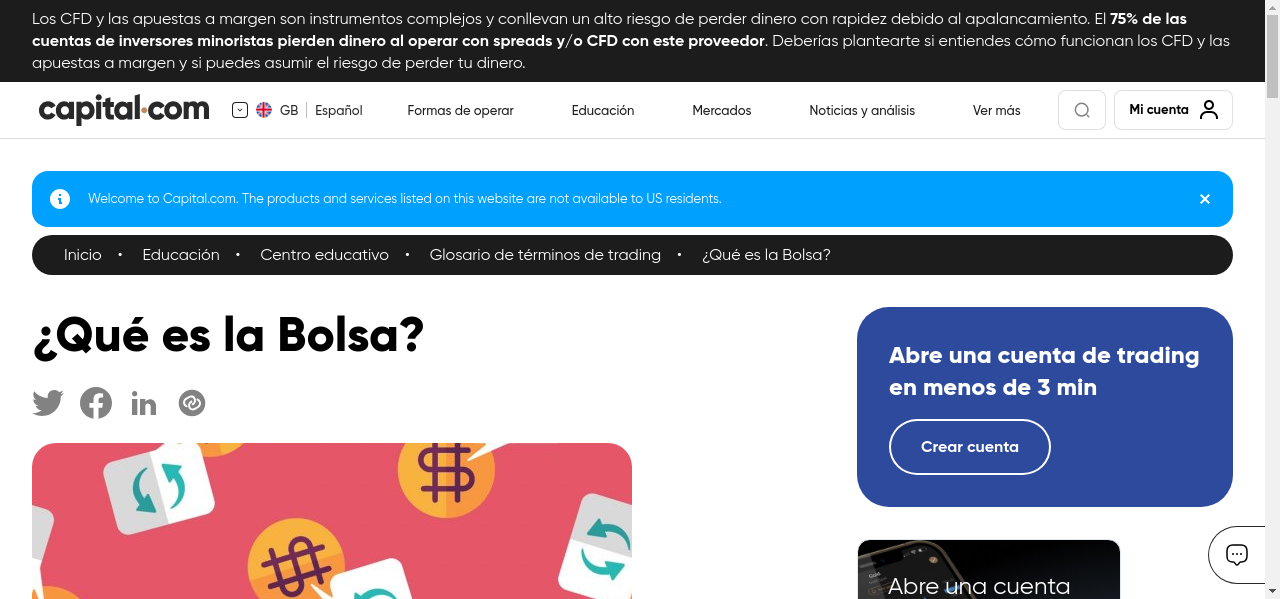 Los CFD y las apuestas a margen son instrumentos complejos y conllevan un alto riesgo de perder dinero con rapidez debido al apalancamiento. El 75% de las
cuentas de inversores minoristas pierden dinero al operar con spreads y/o CFD con este proveedor. Deberías plantearte si entiendes cómo funcionan los CFD y las
apuestas a margen y si puedes asumir el riesgo de perder tu dinero.
capital.com GB Español Formas de operar Educación Mercados Noticias y análisis Ver más Mi cuenta
Welcome to Capital.com. The products and services listed on this website are not available to US residents.
Inicio • Educación • Centro educativo • Glosario de términos de trading • ¿Qué es la Bolsa?
¿Qué es la Bolsa?
Abre una cuenta de trading
en menos de 3 min
Crear cuenta
Abre una cuenta